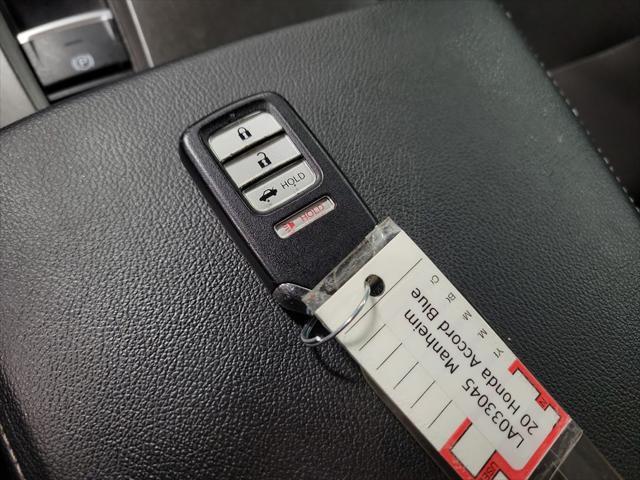 P
HOLD
HOLD
LA033045 Manheim
20 Honda Accord Blue